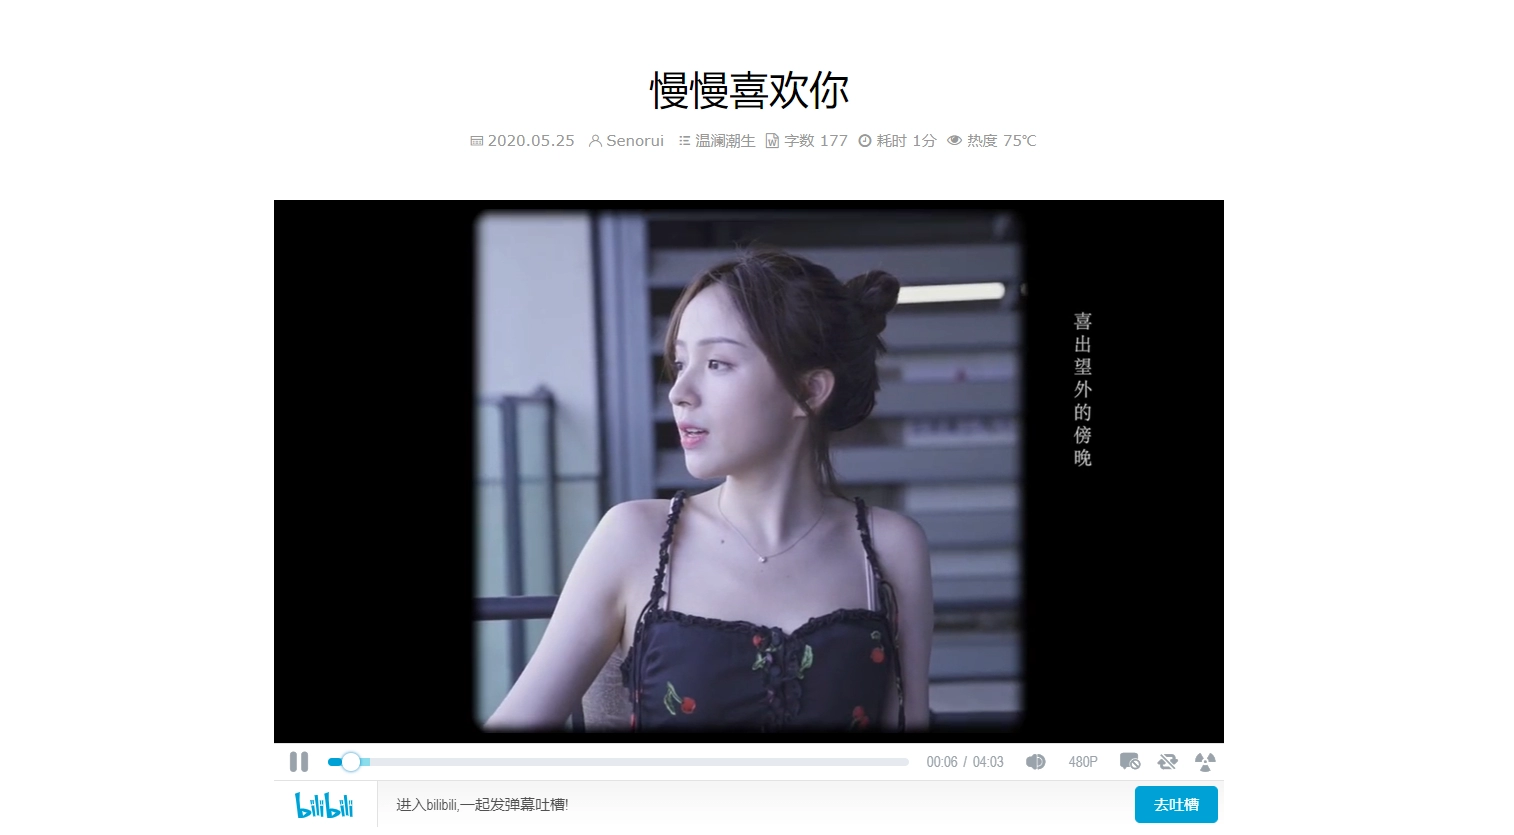 慢慢喜欢你
2020.05.25 Senorui 温澜潮生 字数 177 耗时 1分 热度 75℃
喜出望外的傍晚
00:06 / 04:03 480P
bilibili 进入bilibili,一起发弹幕吐槽! 去吐槽